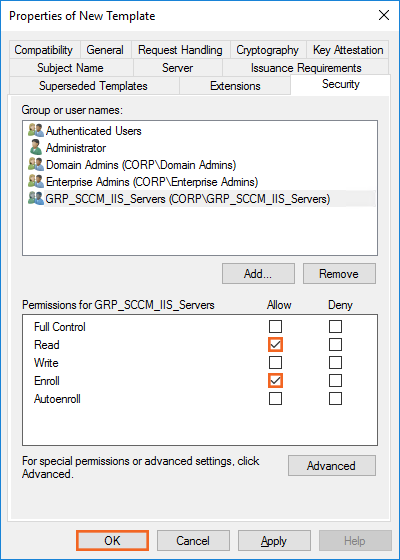 Properties of New Template
Compatibility General Request Handling Cryptography Key Attestation
Subject Name Server Issuance Requirements
Superseded Templates Extensions Security
Group or user names:
Authenticated Users
Administrator
Domain Admins (CORP\Domain Admins)
Enterprise Admins (CORP\Enterprise Admins)
GRP_SCCM_IIS_Servers (CORP\GRP_SCCM_IIS_Servers)
Add... Remove
Permissions for GRP_SCCM_IIS_Servers Allow Deny
Full Control
Read
Write
Enroll
Autoenroll
For special permissions or advanced settings, click
Advanced.
Advanced
OK Cancel Apply Help